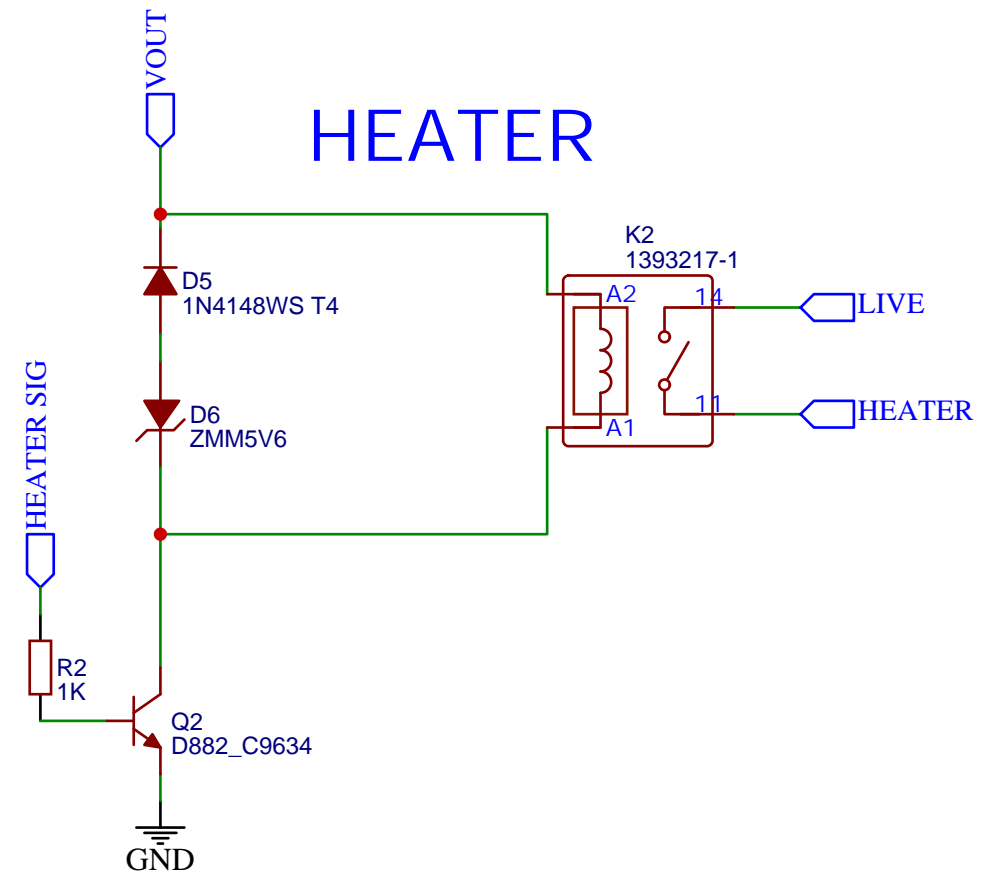 VOUT
HEATER
K2
1393217-1
D5
1N4148WS T4
A2
14
LIVE
HEATER SIG
D6
ZMM5V6
11
HEATER
A1
R2
1K
Q2
D882_C9634
GND